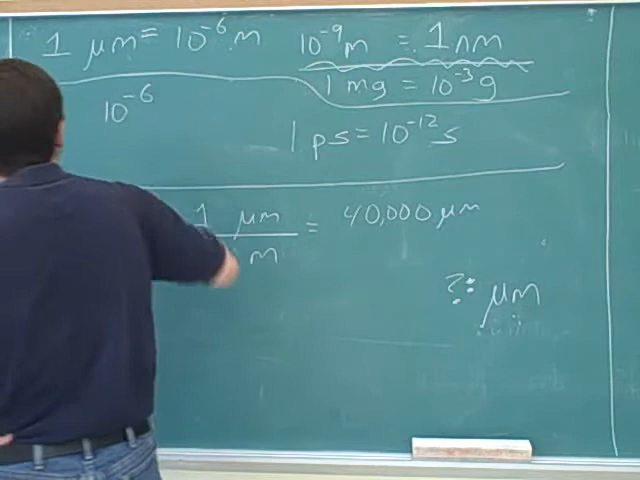 1 μm = 10⁻⁶ m
10⁻⁹ m = 1 nm
1 mg = 10⁻³ g
10⁻⁶
1 ps = 10⁻¹² s
1 μm
m
= 40,000 μm
?: μm